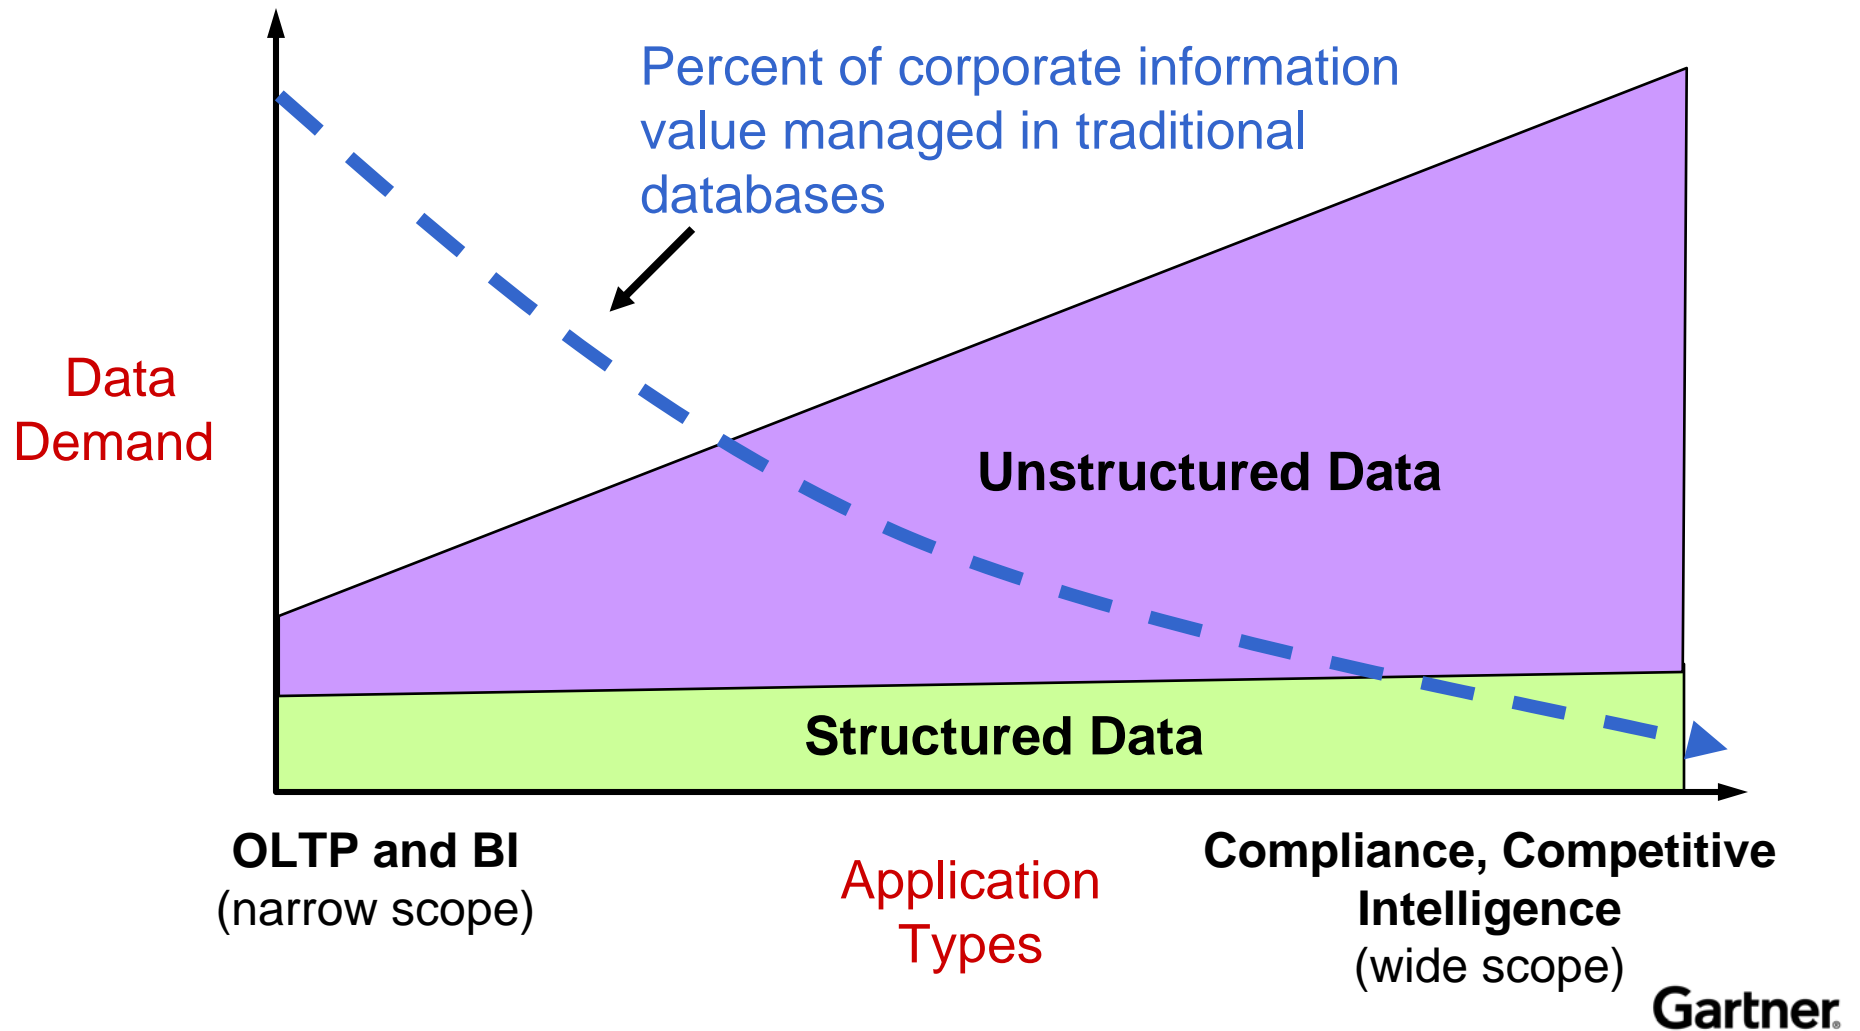 Percent of corporate information
value managed in traditional
databases
Data
Demand
Unstructured Data
Structured Data
OLTP and BI
(narrow scope)
Application
Types
Compliance, Competitive
Intelligence
(wide scope)
Gartner®